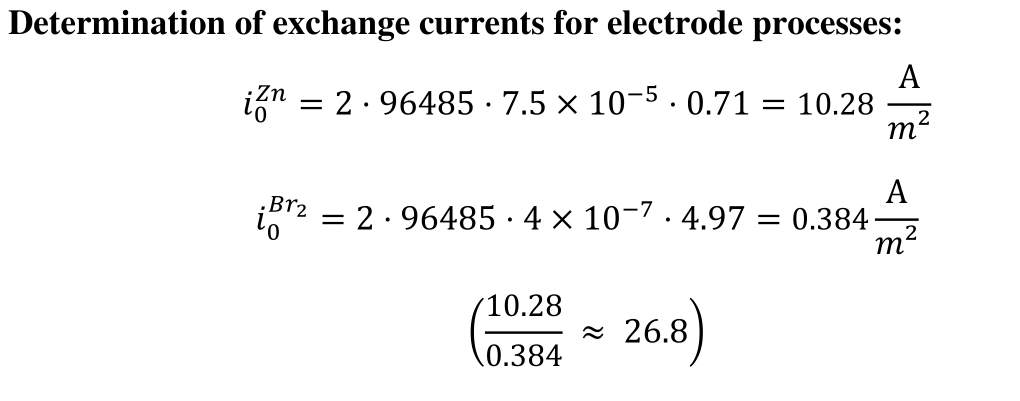 Determination of exchange currents for electrode processes:
i₀^Zn = 2 · 96485 · 7.5 × 10⁻⁵ · 0.71 = 10.28 A/m²
i₀^Br₂ = 2 · 96485 · 4 × 10⁻⁷ · 4.97 = 0.384 A/m²
(10.28/0.384 ≈ 26.8)